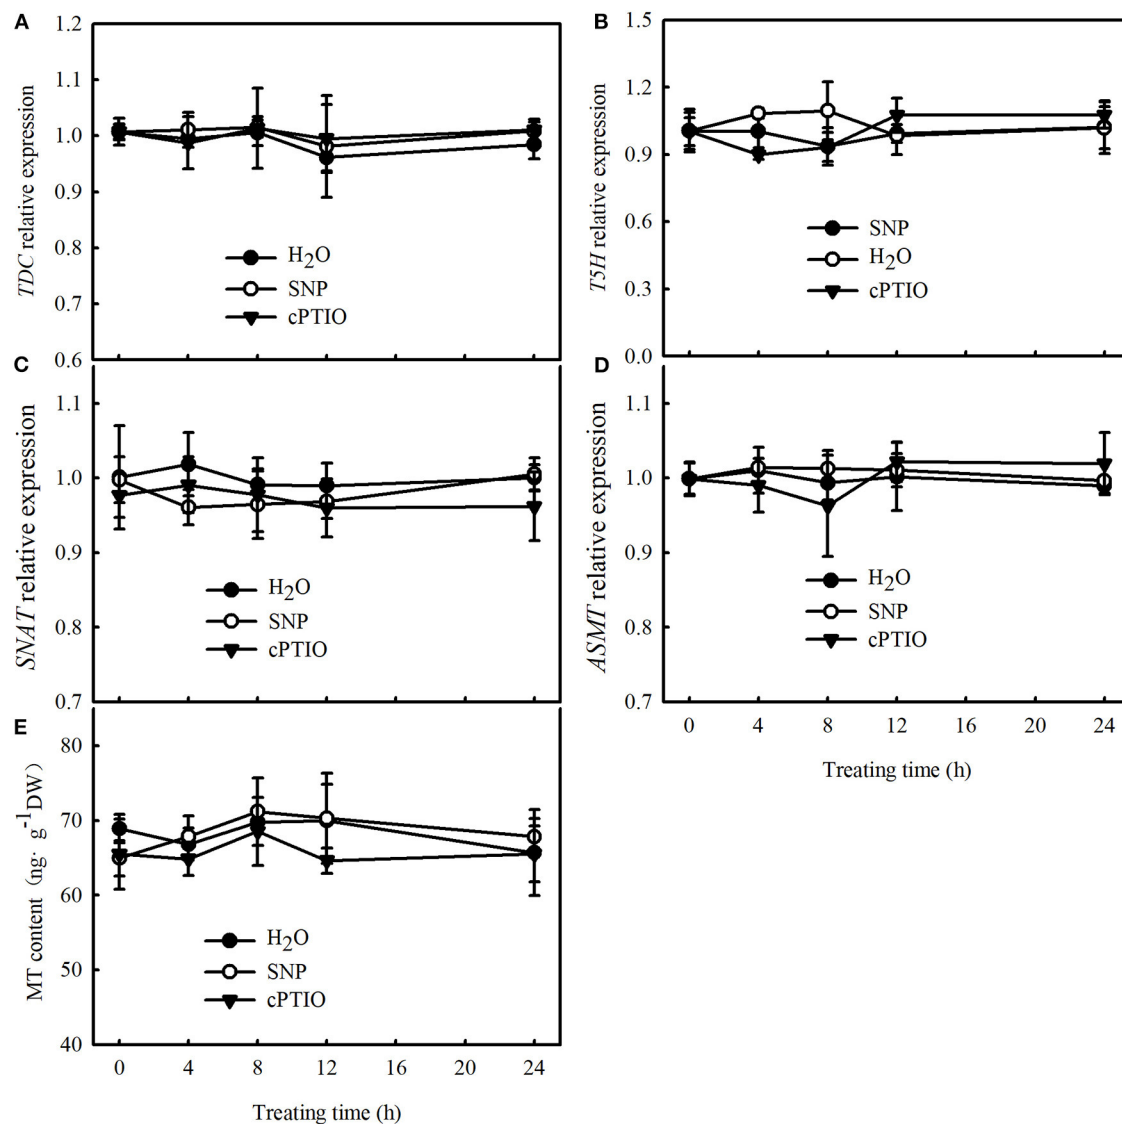 A
1.2
1.1
1.0
0.9
0.8
0.7
0.6
TDC relative expression
H2O
SNP
cPTIO
B
1.5
1.2
0.9
0.6
0.3
0.0
T5H relative expression
SNP
H2O
cPTIO
C
1.1
1.0
0.9
0.8
0.7
SNAT relative expression
H2O
SNP
cPTIO
D
1.1
1.0
0.9
0.8
0.7
ASMT relative expression
H2O
SNP
cPTIO
0 4 8 12 16 20 24
Treating time (h)
E
80
70
60
50
40
MT content (ng· g-1DW)
H2O
SNP
cPTIO
0 4 8 12 16 20 24
Treating time (h)